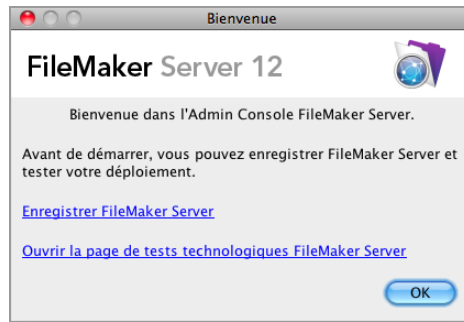 Bienvenue
FileMaker Server 12
Bienvenue dans l'Admin Console FileMaker Server.
Avant de démarrer, vous pouvez enregistrer FileMaker Server et
tester votre déploiement.
Enregistrer FileMaker Server
Ouvrir la page de tests technologiques FileMaker Server
OK